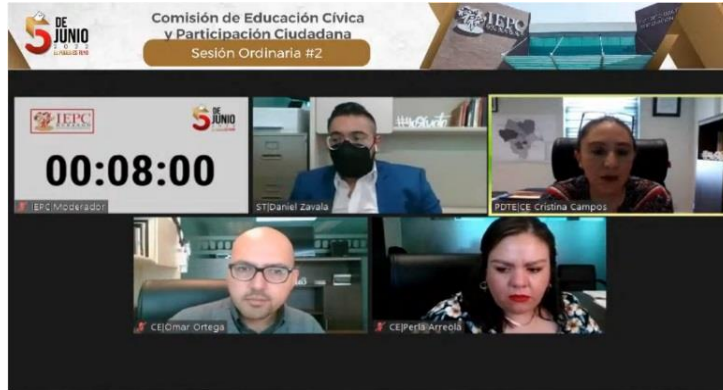 5 DE JUNIO
2022
Comisión de Educación Cívica
y Participación Ciudadana
Sesión Ordinaria #2
IEPC
IEPC
5 DE JUNIO
00:08:00
IEPC|Moderador
ST|Daniel Zavala
PDTE|CE Cristina Campos
CE|Omar Ortega
CE|Perla Arreola